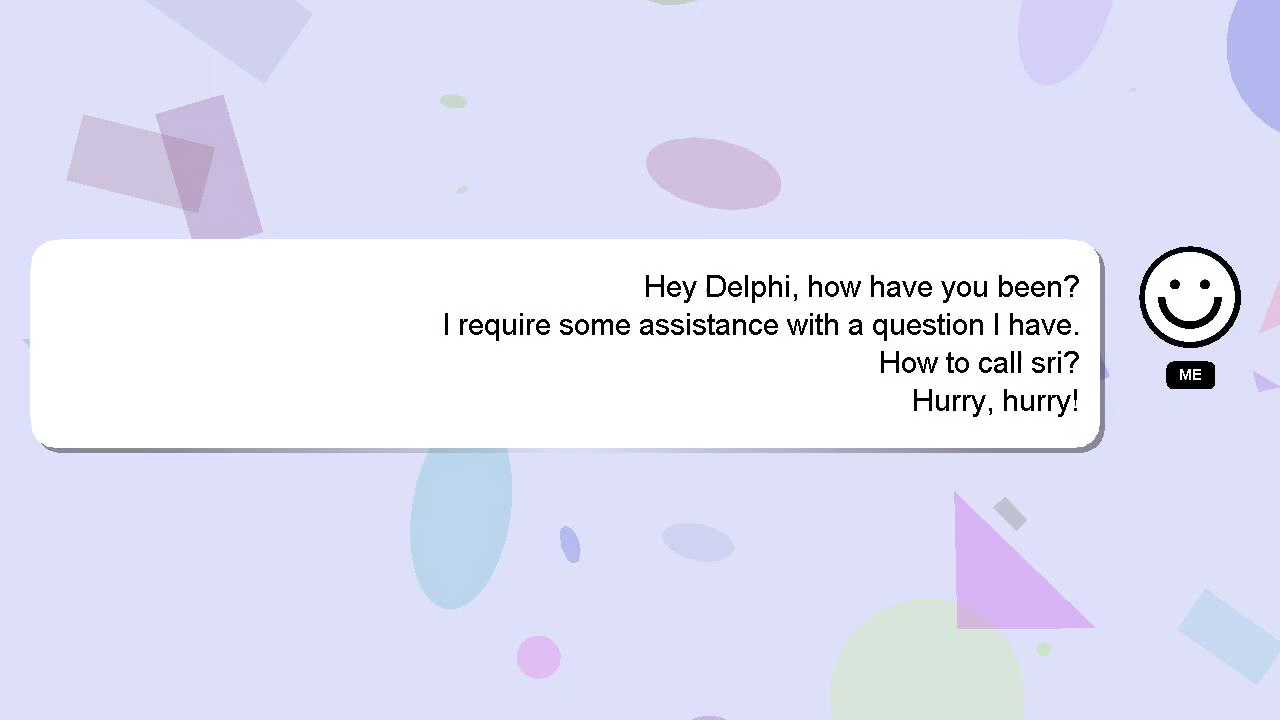 Hey Delphi, how have you been?
I require some assistance with a question I have.
How to call sri?
Hurry, hurry!
ME